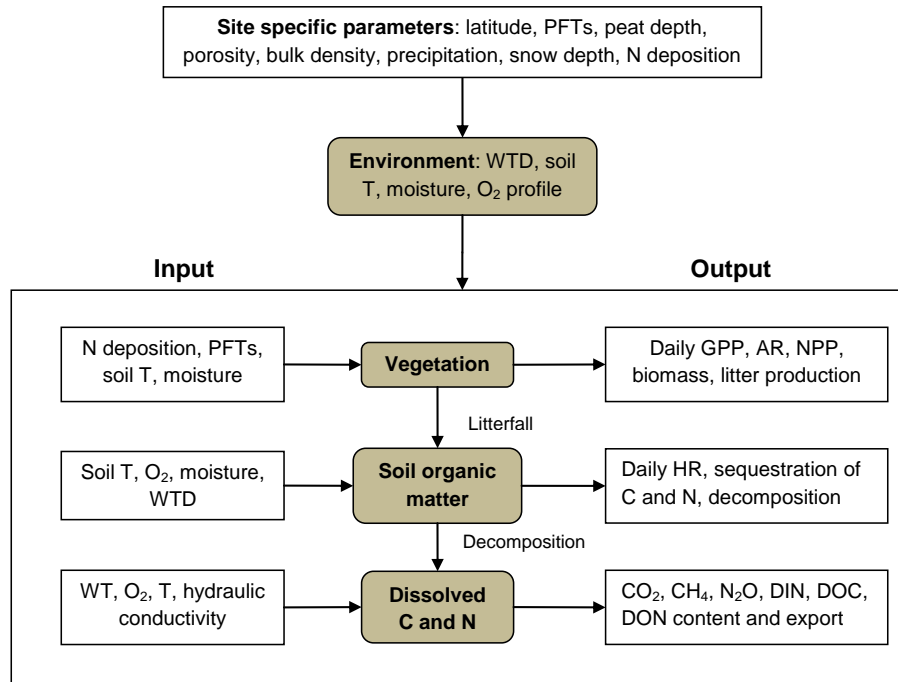 Site specific parameters: latitude, PFTs, peat depth,
porosity, bulk density, precipitation, snow depth, N deposition
Environment: WTD, soil
T, moisture, O₂ profile
Input
Output
N deposition, PFTs,
soil T, moisture
Vegetation
Daily GPP, AR, NPP,
biomass, litter production
Litterfall
Soil T, O₂, moisture,
WTD
Soil organic
matter
Daily HR, sequestration of
C and N, decomposition
Decomposition
WT, O₂, T, hydraulic
conductivity
Dissolved
C and N
CO₂, CH₄, N₂O, DIN, DOC,
DON content and export